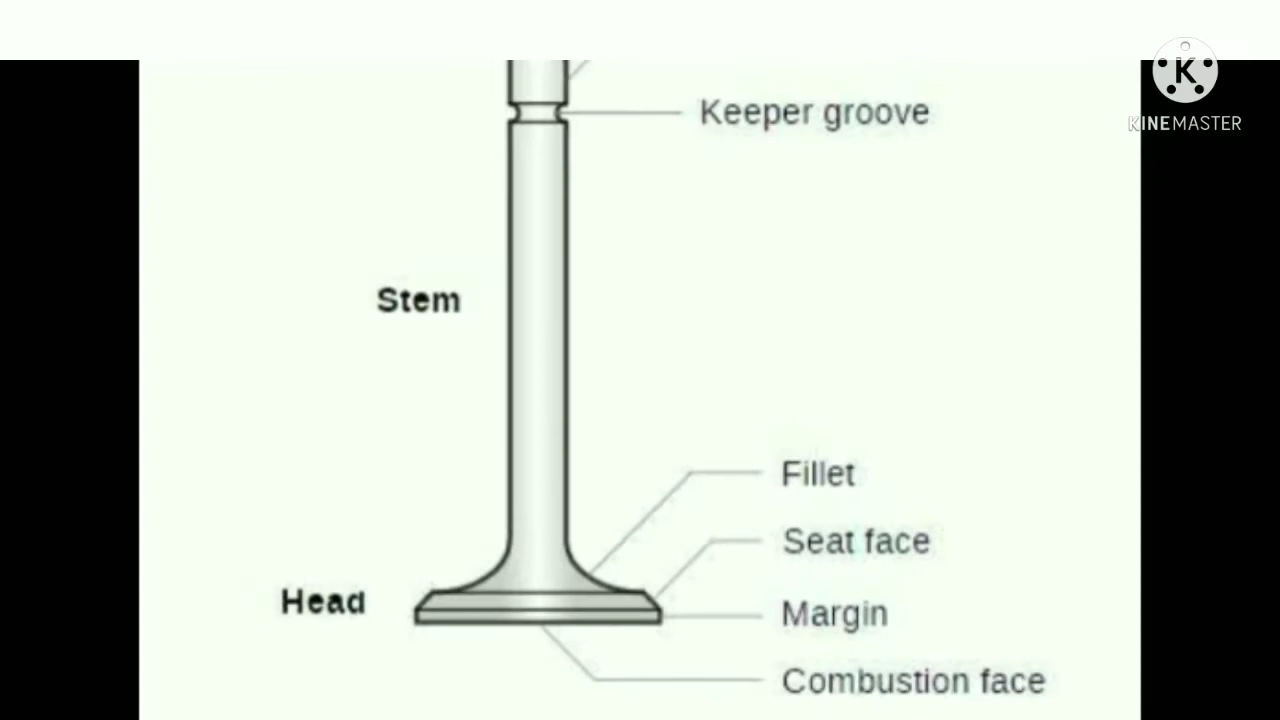 K
KINEMASTER
Keeper groove
Stem
Fillet
Seat face
Head
Margin
Combustion face